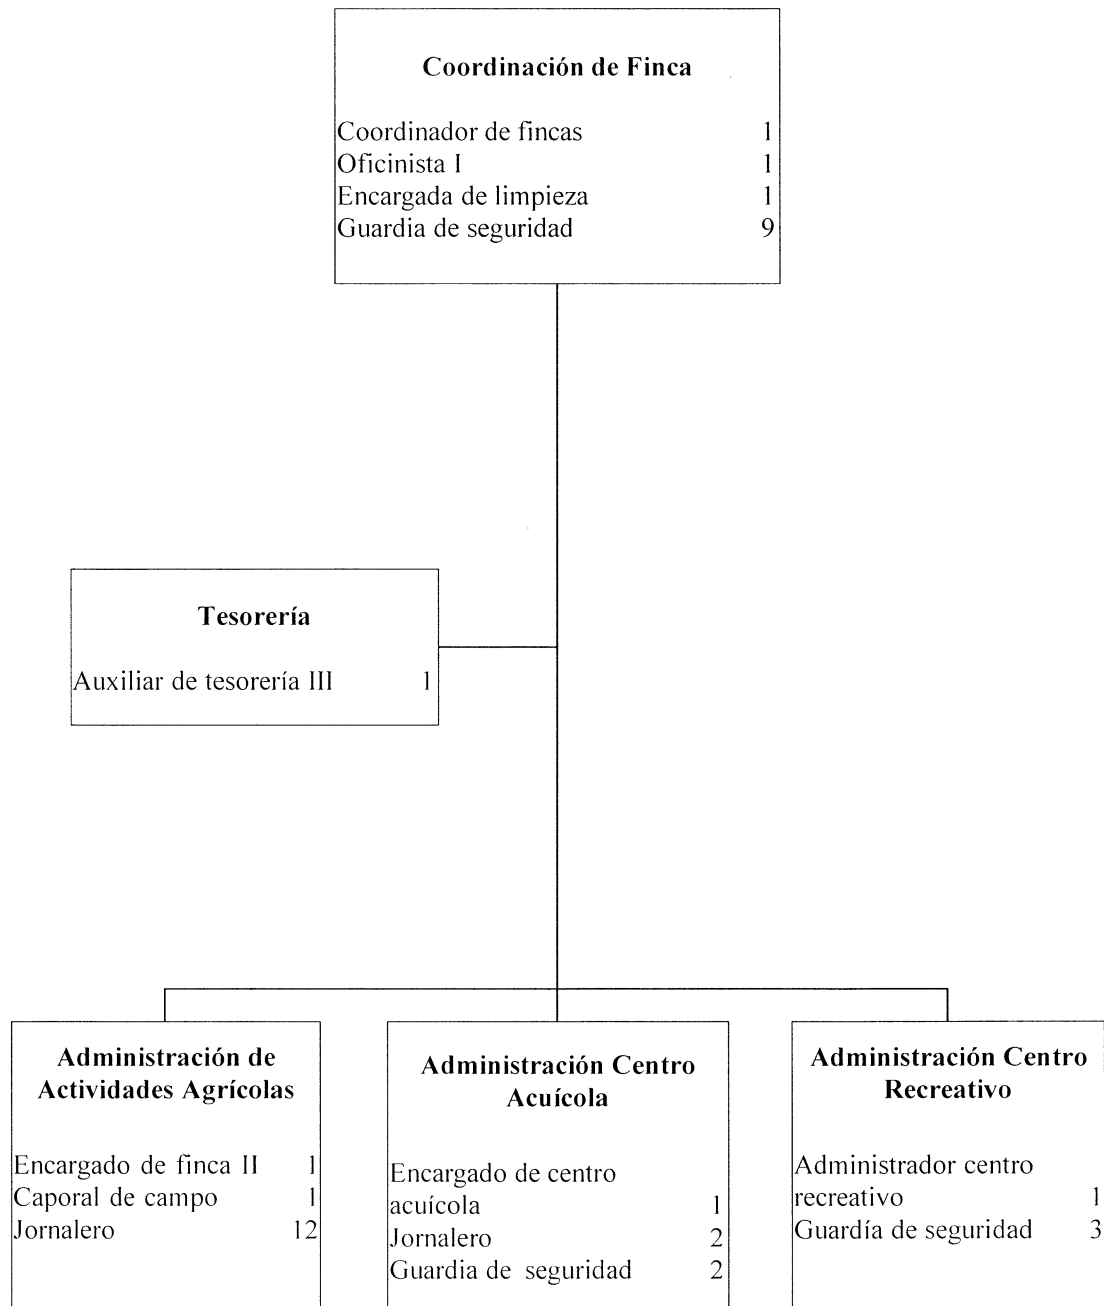 Coordinación de Finca
Coordinador de fincas 1
Oficinista I 1
Encargada de limpieza 1
Guardia de seguridad 9
Tesorería
Auxiliar de tesorería III 1
Administración de
Actividades Agrícolas
Encargado de finca II 1
Caporal de campo 1
Jornalero 12
Administración Centro
Acuícola
Encargado de centro
acuícola 1
Jornalero 2
Guardia de seguridad 2
Administración Centro
Recreativo
Administrador centro
recreativo 1
Guardía de seguridad 3